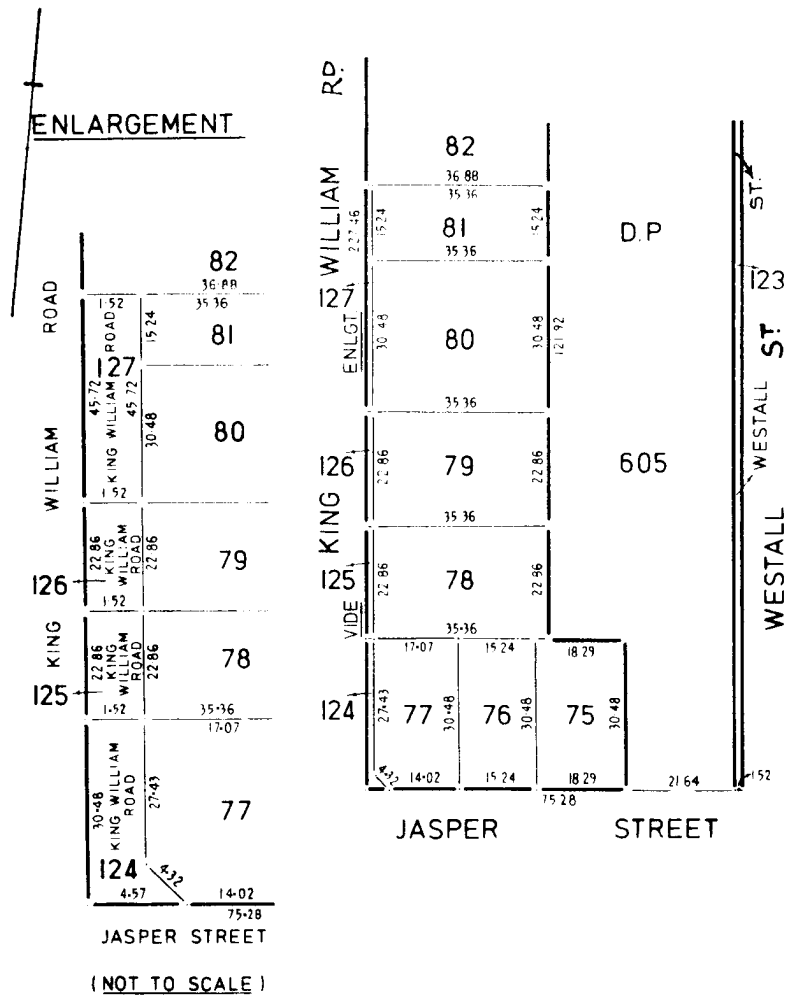 ENLARGEMENT
82
36·88
1·52 35 36
ROAD
ROAD
15·24
81
127
45·72
KING WILLIAM
45·72
30·48
80
WILLIAM
1·52
22·86
KING
WILLIAM
ROAD
22·86
79
126
1·52
KING
22·86
KING
WILLIAM
ROAD
22·86
78
125
1·52 35·36
17·07
30·48
KING WILLIAM
ROAD
27·43
77
124
4·32
4·57 14·02
75·28
JASPER STREET
(NOT TO SCALE)
RD.
82
36 88
35 36
WILLIAM
227·46
15·24
81
15·24
35 36
D.P
ST.
127
ENLGT
30·48
80
30·48
121·92
35 36
123
ST
126
22·86
79
22·86
35 36
605
WESTALL
KING
125
VIDE
22·86
78
22·86
35·36
WESTALL
17·07 15·24 18 29
124
27·43
77
30·48
76
30·48
75
30·48
4·32
14·02 15 24 18 29 21 64 1·52
75 28
JASPER STREET